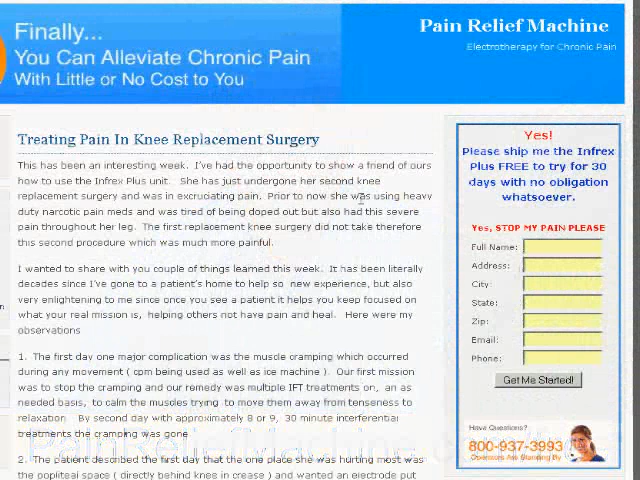 Finally...
You Can Alleviate Chronic Pain
With Little or No Cost to You
Pain Relief Machine
Electrotherapy for Chronic Pain
Treating Pain In Knee Replacement Surgery
This has been an interesting week. I've had the opportunity to show a friend of ours
how to use the Infrex Plus unit. She has just undergone her second knee
replacement surgery and was in excruciating pain. Prior to now she was using heavy
duty narcotic pain meds and was tired of being doped out but also had this severe
pain throughout her leg. The first replacement knee surgery did not take therefore
this second procedure which was much more painful.
I wanted to share with you couple of things learned this week. It has been literally
decades since I've gone to a patient's home to help so new experience, but also
very enlightening to me since once you see a patient it helps you keep focused on
what your real mission is, helping others not have pain and heal. Here were my
observations
1. The first day one major complication was the muscle cramping which occurred
during any movement ( cpm being used as well as ice machine ). Our first mission
was to stop the cramping and our remedy was multiple IFT treatments on, an as
needed basis, to calm the muscles trying to move them away from tenseness to
relaxation. By second day with approximately 8 or 9, 30 minute interferential
treatments the cramping was gone
2. The patient described the first day that the one place she was hurting most was
the popliteal space ( directly behind knee in crease ) and wanted an electrode put
Yes!
Please ship me the Infrex
Plus FREE to try for 30
days with no obligation
whatsoever.
Yes, STOP MY PAIN PLEASE
Full Name:
Address:
City:
State:
Zip:
Email:
Phone:
Get Me Started!
Have Questions?
800-937-3993
Operators Are Standing By